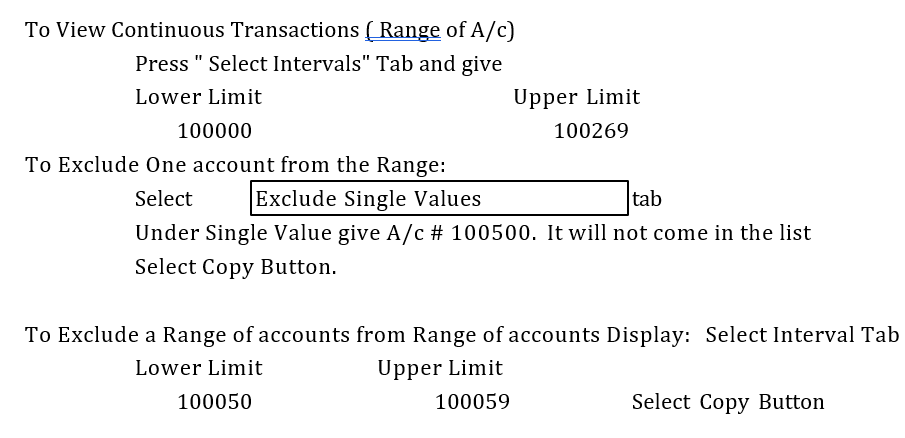 To View Continuous Transactions ( Range of A/c)
Press " Select Intervals" Tab and give
Lower Limit Upper Limit
100000 100269
To Exclude One account from the Range:
Select Exclude Single Values tab
Under Single Value give A/c # 100500. It will not come in the list
Select Copy Button.
To Exclude a Range of accounts from Range of accounts Display: Select Interval Tab
Lower Limit Upper Limit
100050 100059 Select Copy Button